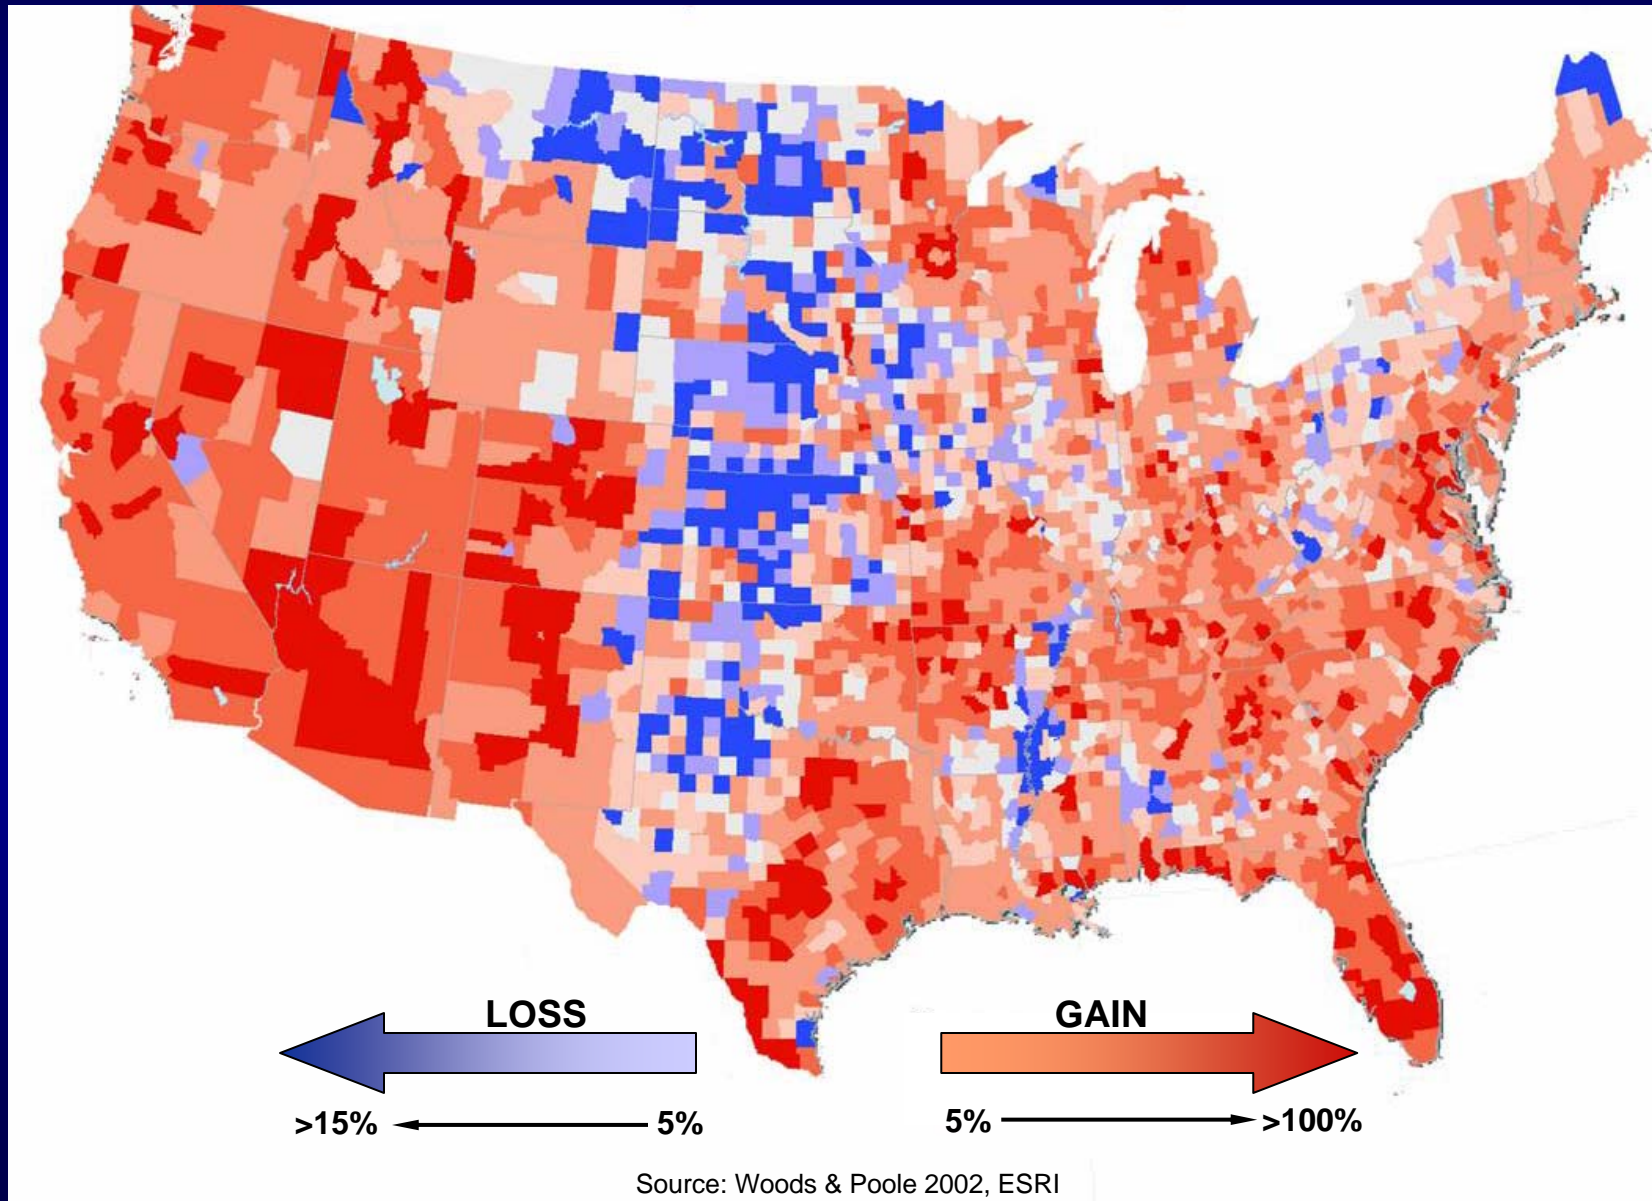 LOSS
GAIN
>15%
5%
5%
>100%
Source: Woods & Poole 2002, ESRI